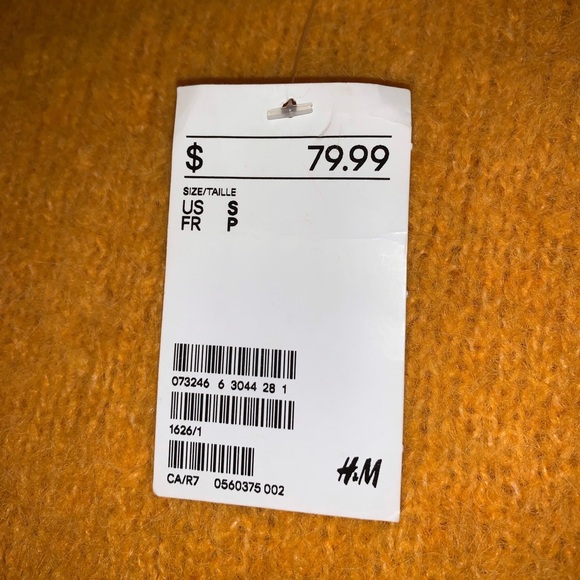 $ 79.99
SIZE/TAILLE
US S
FR P
073246 6 3044 28 1
1626/1
CA/R7 0560375 002
H&M